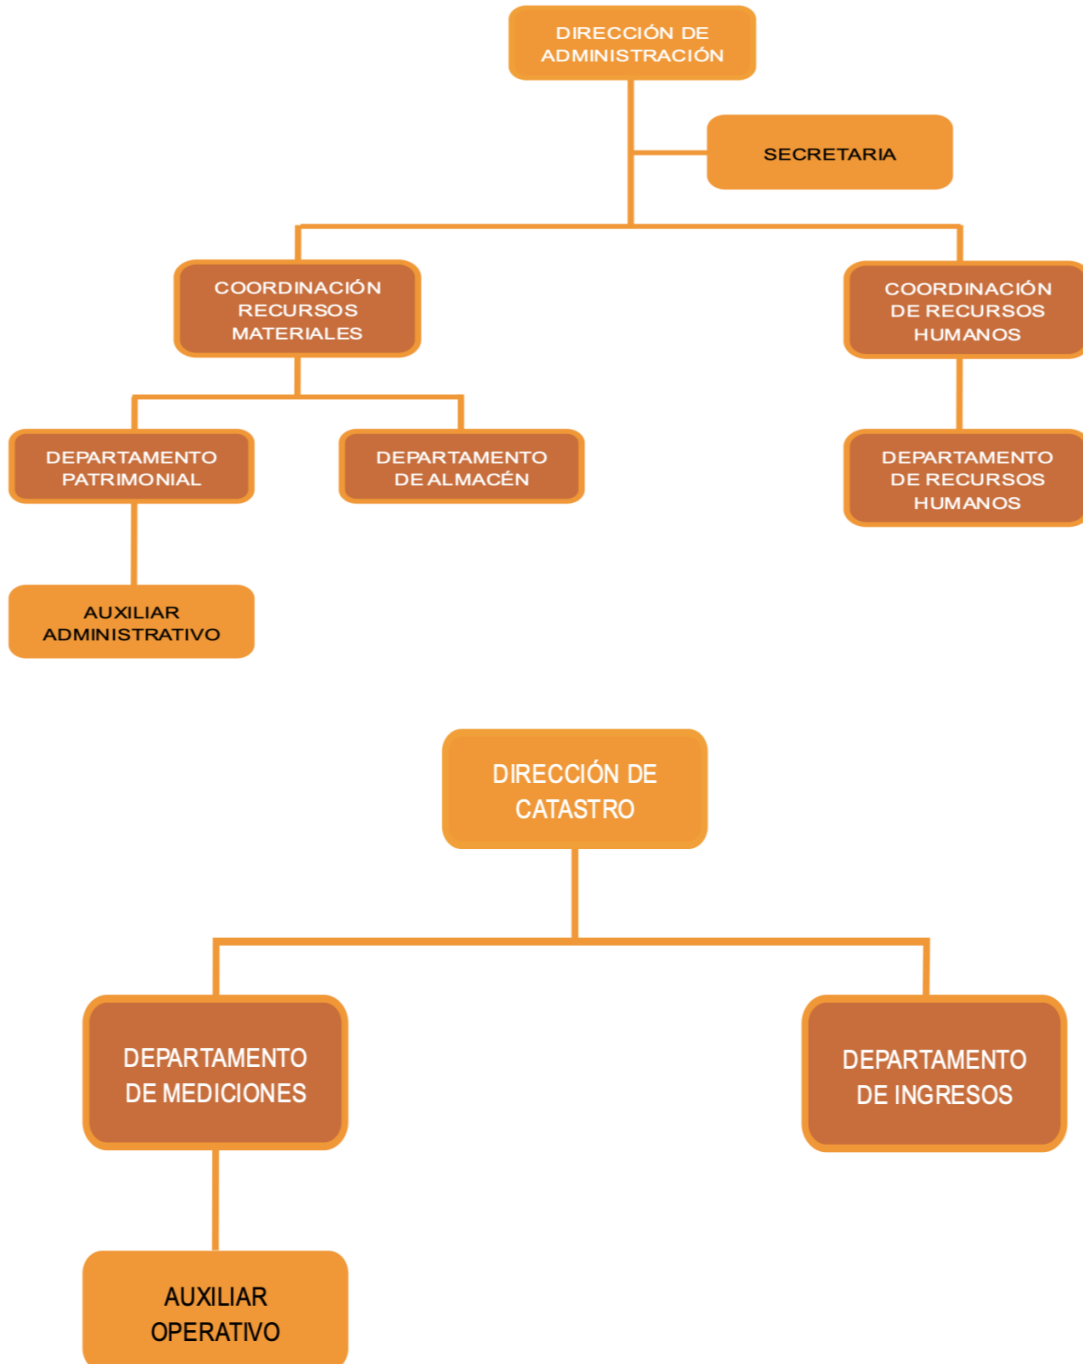 DIRECCIÓN DE
ADMINISTRACIÓN
SECRETARIA
COORDINACIÓN
RECURSOS
MATERIALES
COORDINACIÓN
DE RECURSOS
HUMANOS
DEPARTAMENTO
PATRIMONIAL
DEPARTAMENTO
DE ALMACÉN
DEPARTAMENTO
DE RECURSOS
HUMANOS
AUXILIAR
ADMINISTRATIVO
DIRECCIÓN DE
CATASTRO
DEPARTAMENTO
DE MEDICIONES
DEPARTAMENTO
DE INGRESOS
AUXILIAR
OPERATIVO